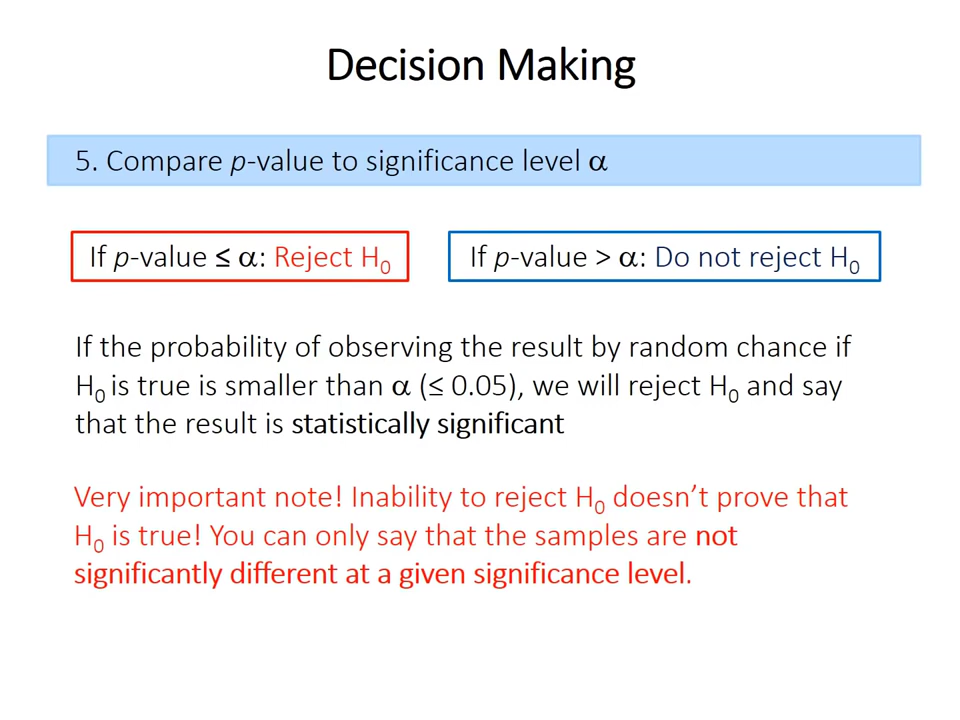 Decision Making
5. Compare p-value to significance level α
If p-value ≤ α: Reject H₀
If p-value > α: Do not reject H₀
If the probability of observing the result by random chance if
H₀ is true is smaller than α (≤ 0.05), we will reject H₀ and say
that the result is statistically significant
Very important note! Inability to reject H₀ doesn’t prove that
H₀ is true! You can only say that the samples are not
significantly different at a given significance level.